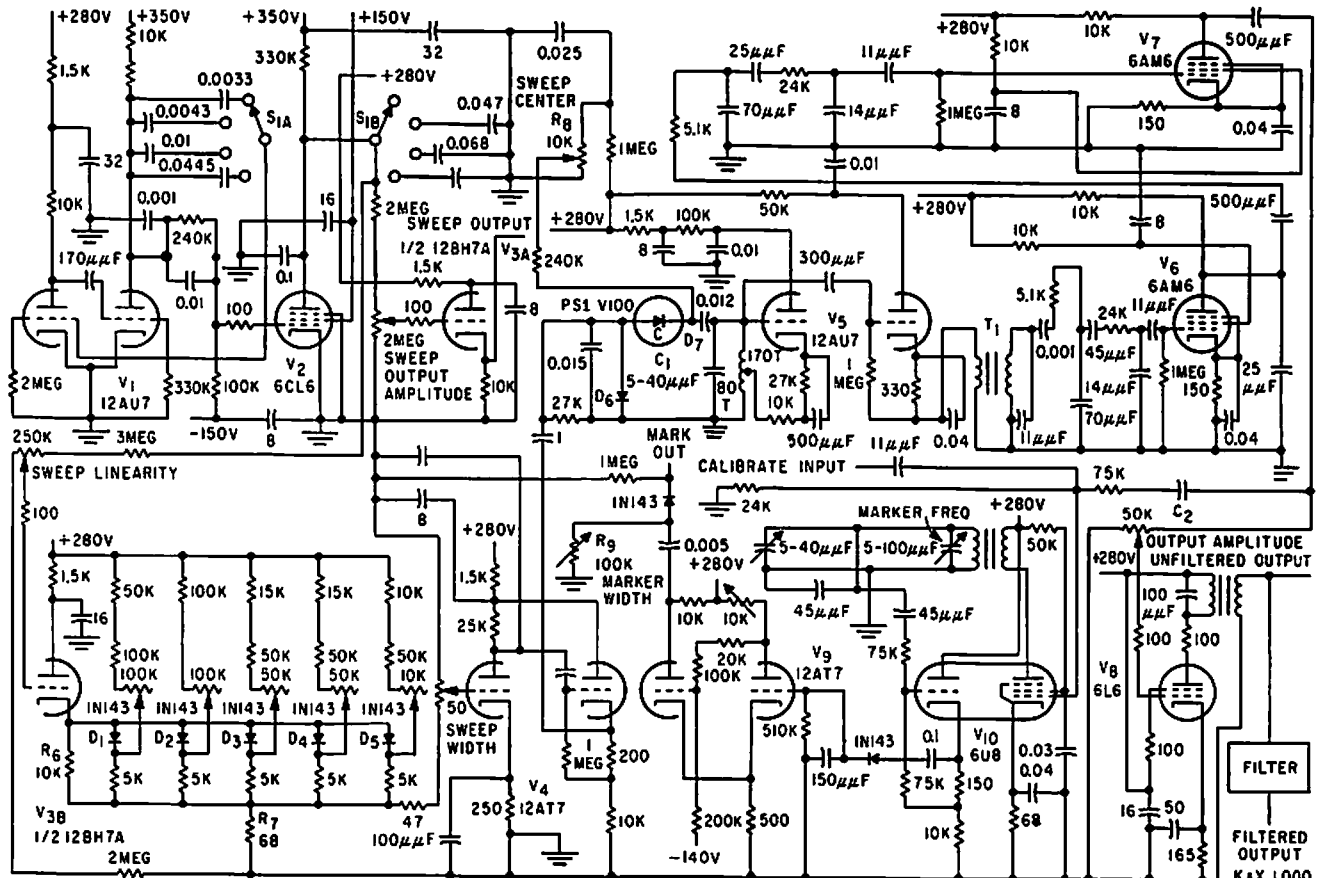 +280V
+350V
+350V
+150V
10K
1.5K
330K
32
0.025
0.0033
0.0043
0.01
0.0445
S1A
+280V
S1B
0.047
0.068
SWEEP
CENTER
R8
10K
1MEG
32
10K
0.001
240K
16
2MEG
170μμF
0.01
0.1
100
SWEEP OUTPUT
1/2 12BH7A
V3A
1.5K
240K
8
100
2MEG
SWEEP
OUTPUT
AMPLITUDE
10K
2MEG
V1
12AU7
330K
100K
V2
6CL6
-150V
8
25μμF
24K
11μμF
+280V
10K
10K
V7
6AM6
500μμF
5.1K
70μμF
14μμF
1MEG
8
150
0.04
0.01
+280V
1.5K
100K
50K
8
0.01
300μμF
+280V
10K
10K
8
500μμF
PS1 V100
0.012
D7
C1
5-40μμF
0.015
D6
27K
1
170T
80
T
V5
12AU7
27K
10K
500μμF
1
MEG
330
0.04
T1
5.1K
0.001
11μμF
24K
45μμF
11μμF
14μμF
70μμF
V6
6AM6
1MEG
150
25
μμF
0.04
250K
3MEG
SWEEP LINEARITY
100
8
1MEG
MARK
OUT
1N143
11μμF
CALIBRATE INPUT
24K
75K
C2
+280V
1.5K
16
50K
100K
15K
15K
10K
100K
100K
100K
50K
50K
50K
50K
50K
10K
1N143
1N143
1N143
1N143
1N143
D1
D2
D3
D4
D5
R6
10K
5K
5K
5K
5K
5K
47
V3B
1/2 12BH7A
R7
68
2MEG
+280V
1.5K
25K
50
SWEEP
WIDTH
V4
12AT7
250
100μμF
1
MEG
200
10K
R9
100K
MARKER
WIDTH
0.005
+280V
10K
10K
20K
100K
V9
12AT7
510K
200K
500
-140V
150μμF
1N143
MARKER FREQ
5-40μμF
5-100μμF
45μμF
45μμF
75K
+280V
50K
0.1
75K
V10
6U8
150
10K
0.03
0.04
68
50K
OUTPUT AMPLITUDE
UNFILTERED OUTPUT
+280V
100
μμF
100
100
V8
6L6
100
16
50
165
FILTER
FILTERED
OUTPUT
K=X 1,000